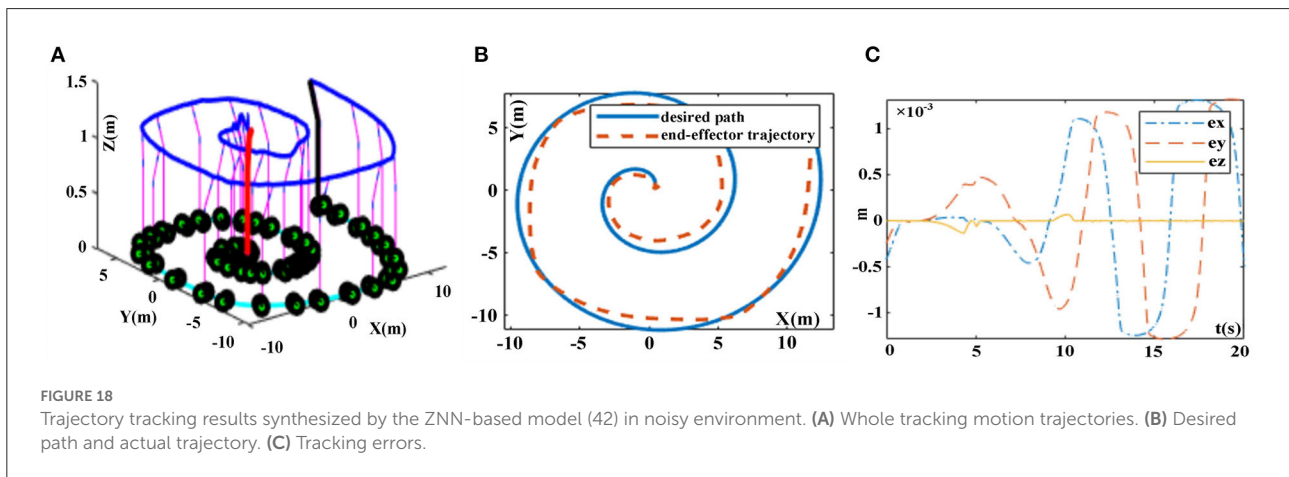 A
1.5
Z(m)
1
0.5
0
5
0
-5
-10
Y(m)
-10
0
10
X(m)
B
Y(m)
5
0
-5
-10
desired path
end-effector trajectory
X(m)
-10
-5
0
5
10
C
×10-3
1
0.5
0
-0.5
-1
m
ex
ey
ez
t(s)
0
5
10
15
20
FIGURE 18
Trajectory tracking results synthesized by the ZNN-based model (42) in noisy environment. (A) Whole tracking motion trajectories. (B) Desired
path and actual trajectory. (C) Tracking errors.